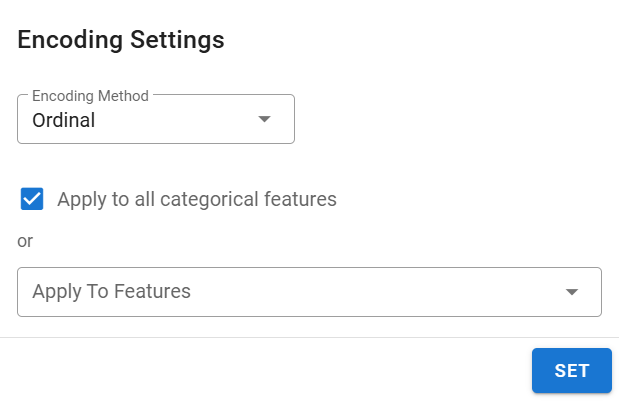 Encoding Settings
Encoding Method
Ordinal
Apply to all categorical features
or
Apply To Features
SET